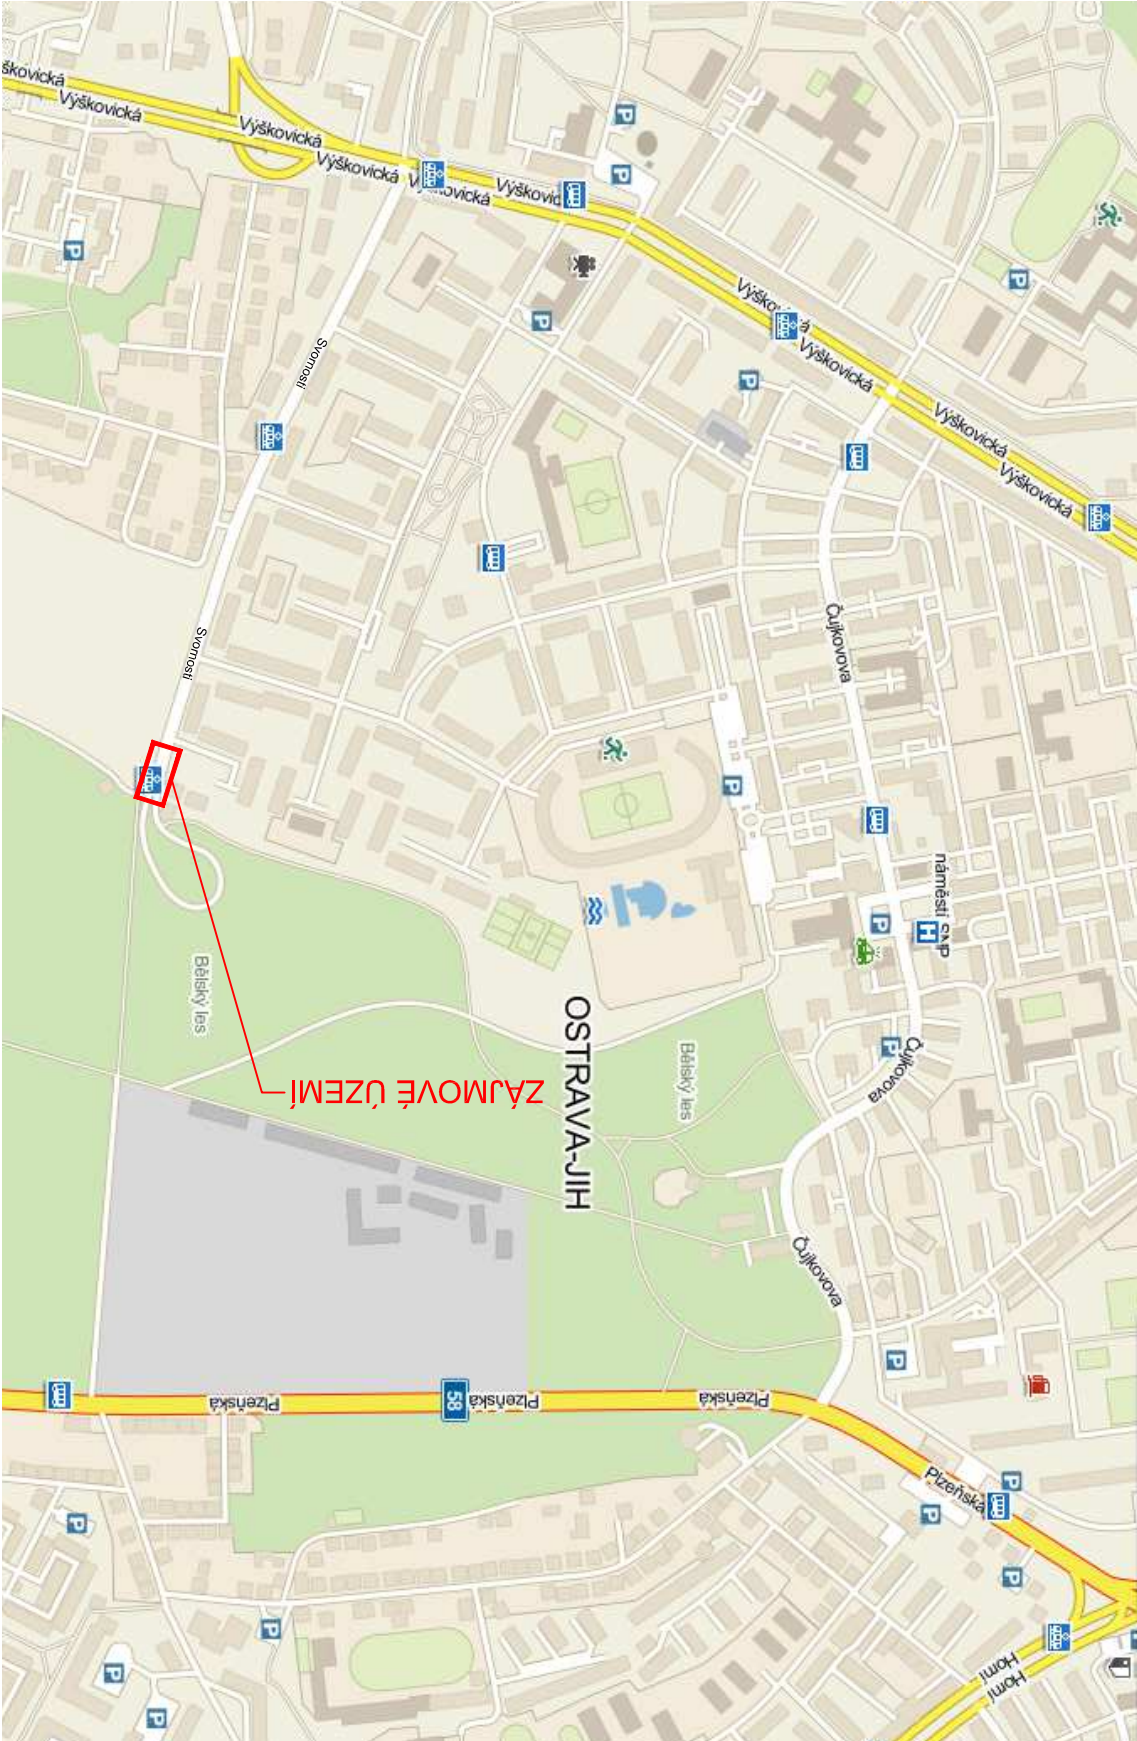 škovická
Výškovická
Výškovická
Výškovická
Výškovická
Výškovická
Výškovická
Výškovická
Výškovická
Svornosti
Svornosti
Čujkovova
náměstí SNP
Bělský les
OSTRAVA-JIH
Bělský les
ZÁJMOVÉ ÚZEMÍ
Čujkovova
Čujkovova
Plzeňská
58
Plzeňská
Plzeňská
Plzeňská
Horní
Horní
P
P
P
P
P
P
P
P
H
P
P
P
P
P
P
P
P
P